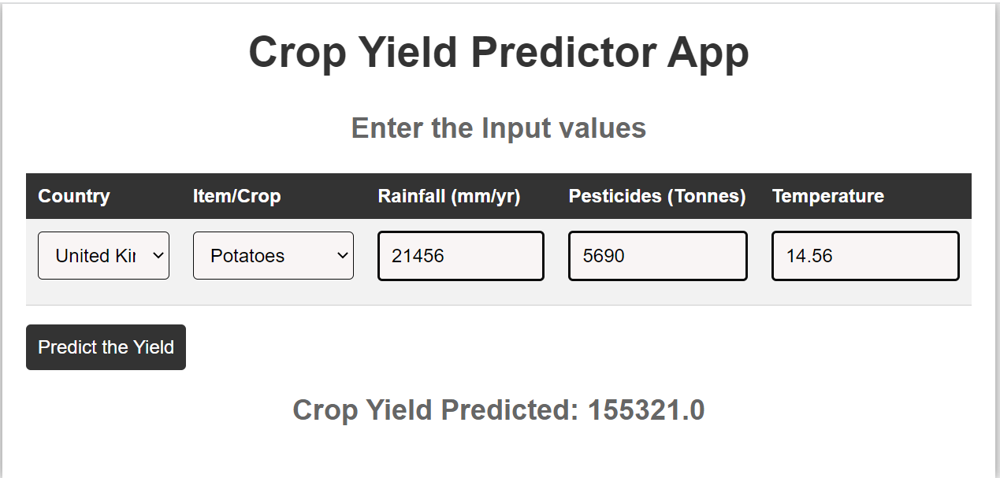 Crop Yield Predictor App
Enter the Input values
Country Item/Crop Rainfall (mm/yr) Pesticides (Tonnes) Temperature
United Kir Potatoes 21456 5690 14.56
Predict the Yield
Crop Yield Predicted: 155321.0